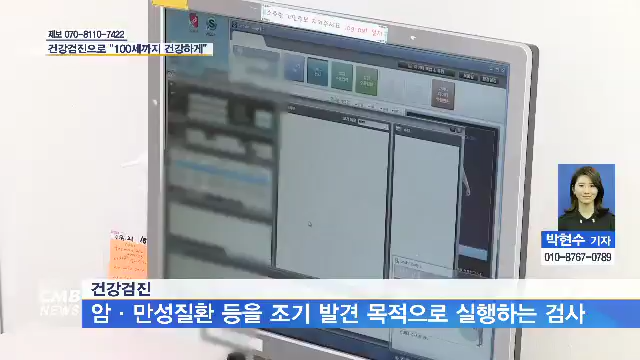 제보 070-8110-7422
건강검진으로 "100세까지 건강하게"
박현수 기자
010-8767-0789
건강검진
CMB
NEWS
암·만성질환 등을 조기 발견 목적으로 실행하는 검사